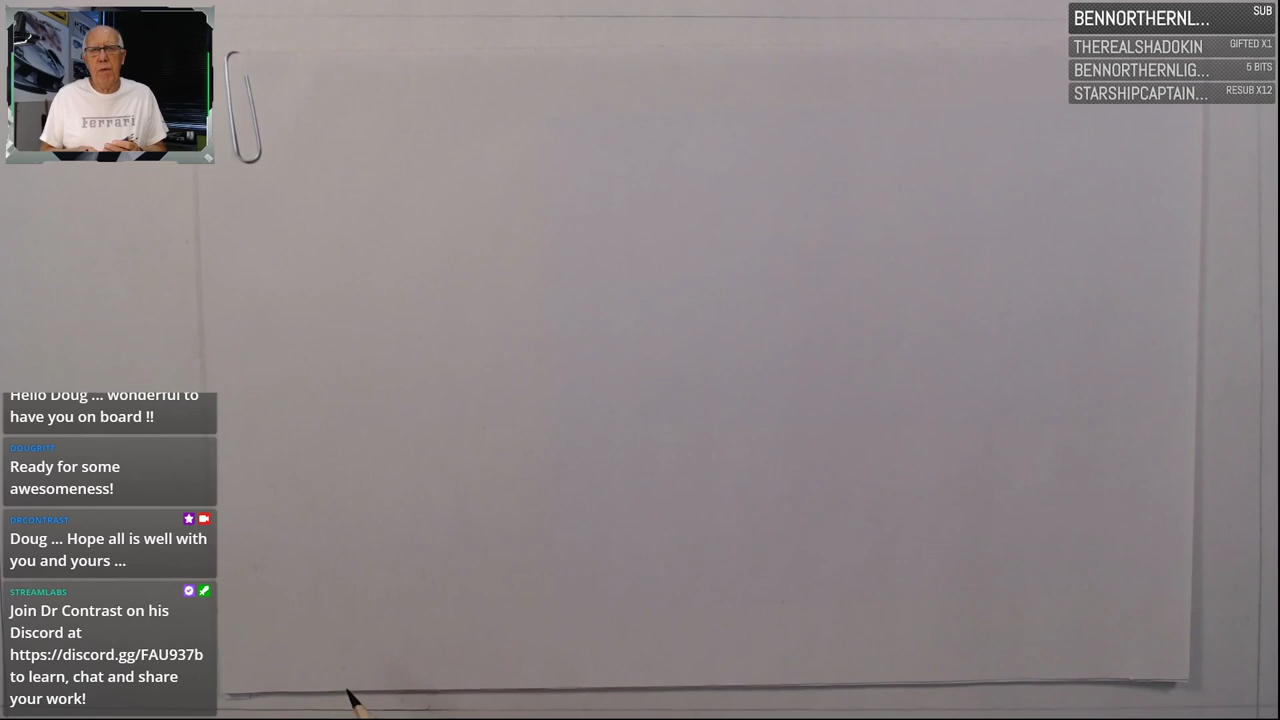 Ferrari
BENNORTHERNL... SUB
THEREALSHADOKIN GIFTED X1
BENNORTHERNLIG... 5 BITS
STARSHIPCAPTAIN... RESUB X12
Hello Doug ... wonderful to
have you on board !!
DOUGRITT
Ready for some
awesomeness!
DRCONTRAST
Doug ... Hope all is well with
you and yours ...
STREAMLABS
Join Dr Contrast on his
Discord at
https://discord.gg/FAU937b
to learn, chat and share
your work!